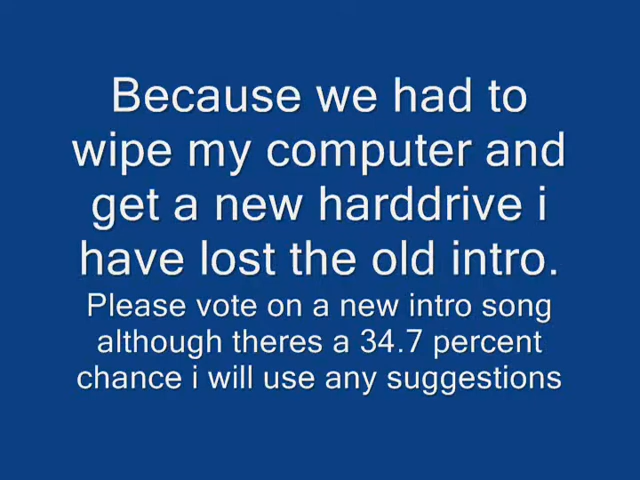 Because we had to
wipe my computer and
get a new harddrive i
have lost the old intro.
Please vote on a new intro song
although theres a 34.7 percent
chance i will use any suggestions